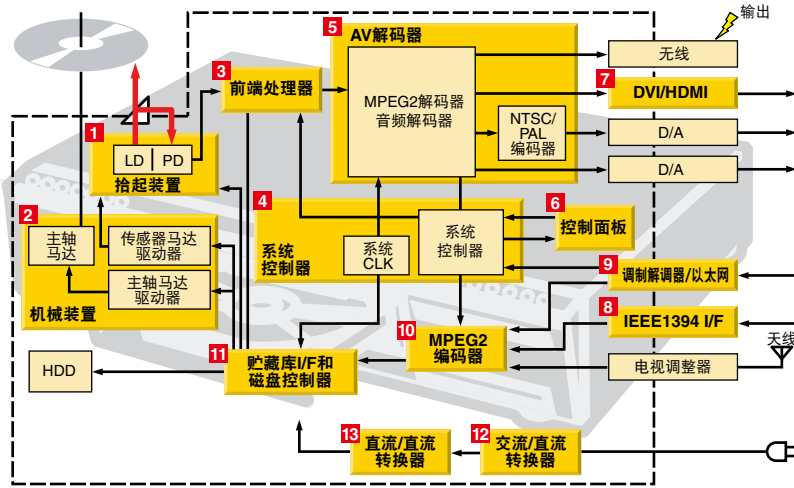 输出
5
AV解码器
无线
3
前端处理器
MPEG2解码器
音频解码器
7
DVI/HDMI
NTSC/
PAL
编码器
D/A
1
LD
PD
拾起装置
D/A
4
6
控制面板
2
主轴
马达
传感器马达
驱动器
系统
控制器
系统
CLK
系统
控制器
9
调制解调器/以太网
主轴马达
驱动器
机械装置
10
MPEG2
编码器
8
IEEE1394 I/F
天线
11
贮藏库I/F和
磁盘控制器
HDD
电视调整器
13
直流/直流
转换器
12
交流/直流
转换器